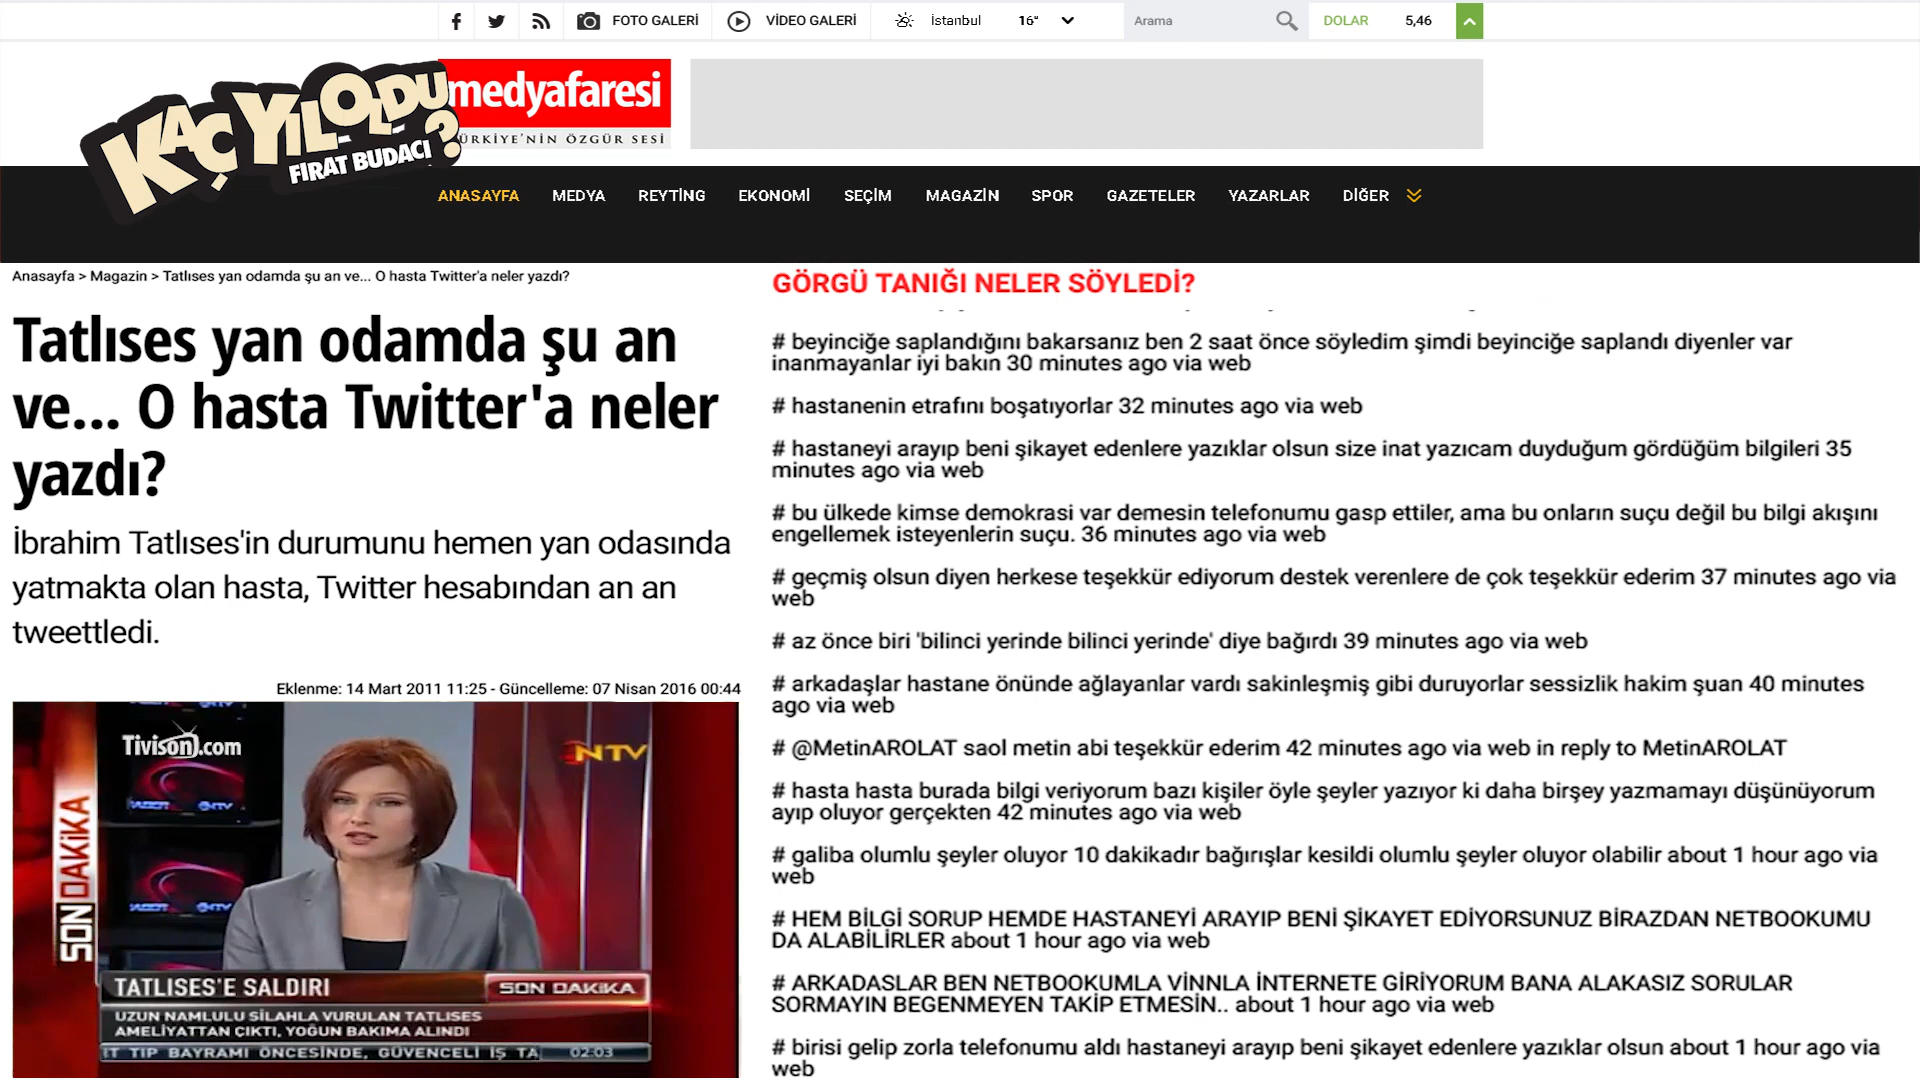 FOTO GALERİ
VİDEO GALERİ
İstanbul 16°
Arama
DOLAR 5,46
KAÇ YIL OLDU?
FIRAT BUDACI
medyafaresi
ÜRKİYE'NİN ÖZGÜR SESİ
ANASAYFA MEDYA REYTİNG EKONOMİ SEÇİM MAGAZİN SPOR GAZETELER YAZARLAR DİĞER
Anasayfa > Magazin > Tatlıses yan odamda şu an ve... O hasta Twitter'a neler yazdı?
Tatlıses yan odamda şu an
ve... O hasta Twitter'a neler
yazdı?
İbrahim Tatlıses'in durumunu hemen yan odasında
yatmakta olan hasta, Twitter hesabından an an
tweettledi.
Eklenme: 14 Mart 2011 11:25 - Güncelleme: 07 Nisan 2016 00:44
Tivison.com
NTV
SON DAKİKA
TATLISES'E SALDIRI
SON DAKİKA
UZUN NAMLULU SİLAHLA VURULAN TATLISES
AMELİYATTAN ÇIKTI, YOĞUN BAKIMA ALINDI
TIP BAYRAMI ÖNCESİNDE, GÜVENCELİ İŞ TA
02:03
GÖRGÜ TANIĞI NELER SÖYLEDİ?
# beyinciğe saplandığını bakarsanız ben 2 saat önce söyledim şimdi beyinciğe saplandı diyenler var
inanmayanlar iyi bakın 30 minutes ago via web
# hastanenin etrafını boşatıyorlar 32 minutes ago via web
# hastaneyi arayıp beni şikayet edenlere yazıklar olsun size inat yazıcam duyduğum gördüğüm bilgileri 35
minutes ago via web
# bu ülkede kimse demokrasi var demesin telefonumu gasp ettiler, ama bu onların suçu değil bu bilgi akışını
engellemek isteyenlerin suçu. 36 minutes ago via web
# geçmiş olsun diyen herkese teşekkür ediyorum destek verenlere de çok teşekkür ederim 37 minutes ago via
web
# az önce biri 'bilinci yerinde bilinci yerinde' diye bağırdı 39 minutes ago via web
# arkadaşlar hastane önünde ağlayanlar vardı sakinleşmiş gibi duruyorlar sessizlik hakim şuan 40 minutes
ago via web
# @MetinAROLAT saol metin abi teşekkür ederim 42 minutes ago via web in reply to MetinAROLAT
# hasta hasta burada bilgi veriyorum bazı kişiler öyle şeyler yazıyor ki daha birşey yazmamayı düşünüyorum
ayıp oluyor gerçekten 42 minutes ago via web
# galiba olumlu şeyler oluyor 10 dakikadır bağırışlar kesildi olumlu şeyler oluyor olabilir about 1 hour ago via
web
# HEM BİLGİ SORUP HEMDE HASTANEYİ ARAYIP BENİ ŞİKAYET EDİYORSUNUZ BİRAZDAN NETBOOKUMU
DA ALABİLİRLER about 1 hour ago via web
# ARKADASLAR BEN NETBOOKUMLA VİNNLA İNTERNETE GİRİYORUM BANA ALAKASIZ SORULAR
SORMAYIN BEGENMEYEN TAKİP ETMESİN.. about 1 hour ago via web
# birisi gelip zorla telefonumu aldı hastaneyi arayıp beni şikayet edenlere yazıklar olsun about 1 hour ago via
web